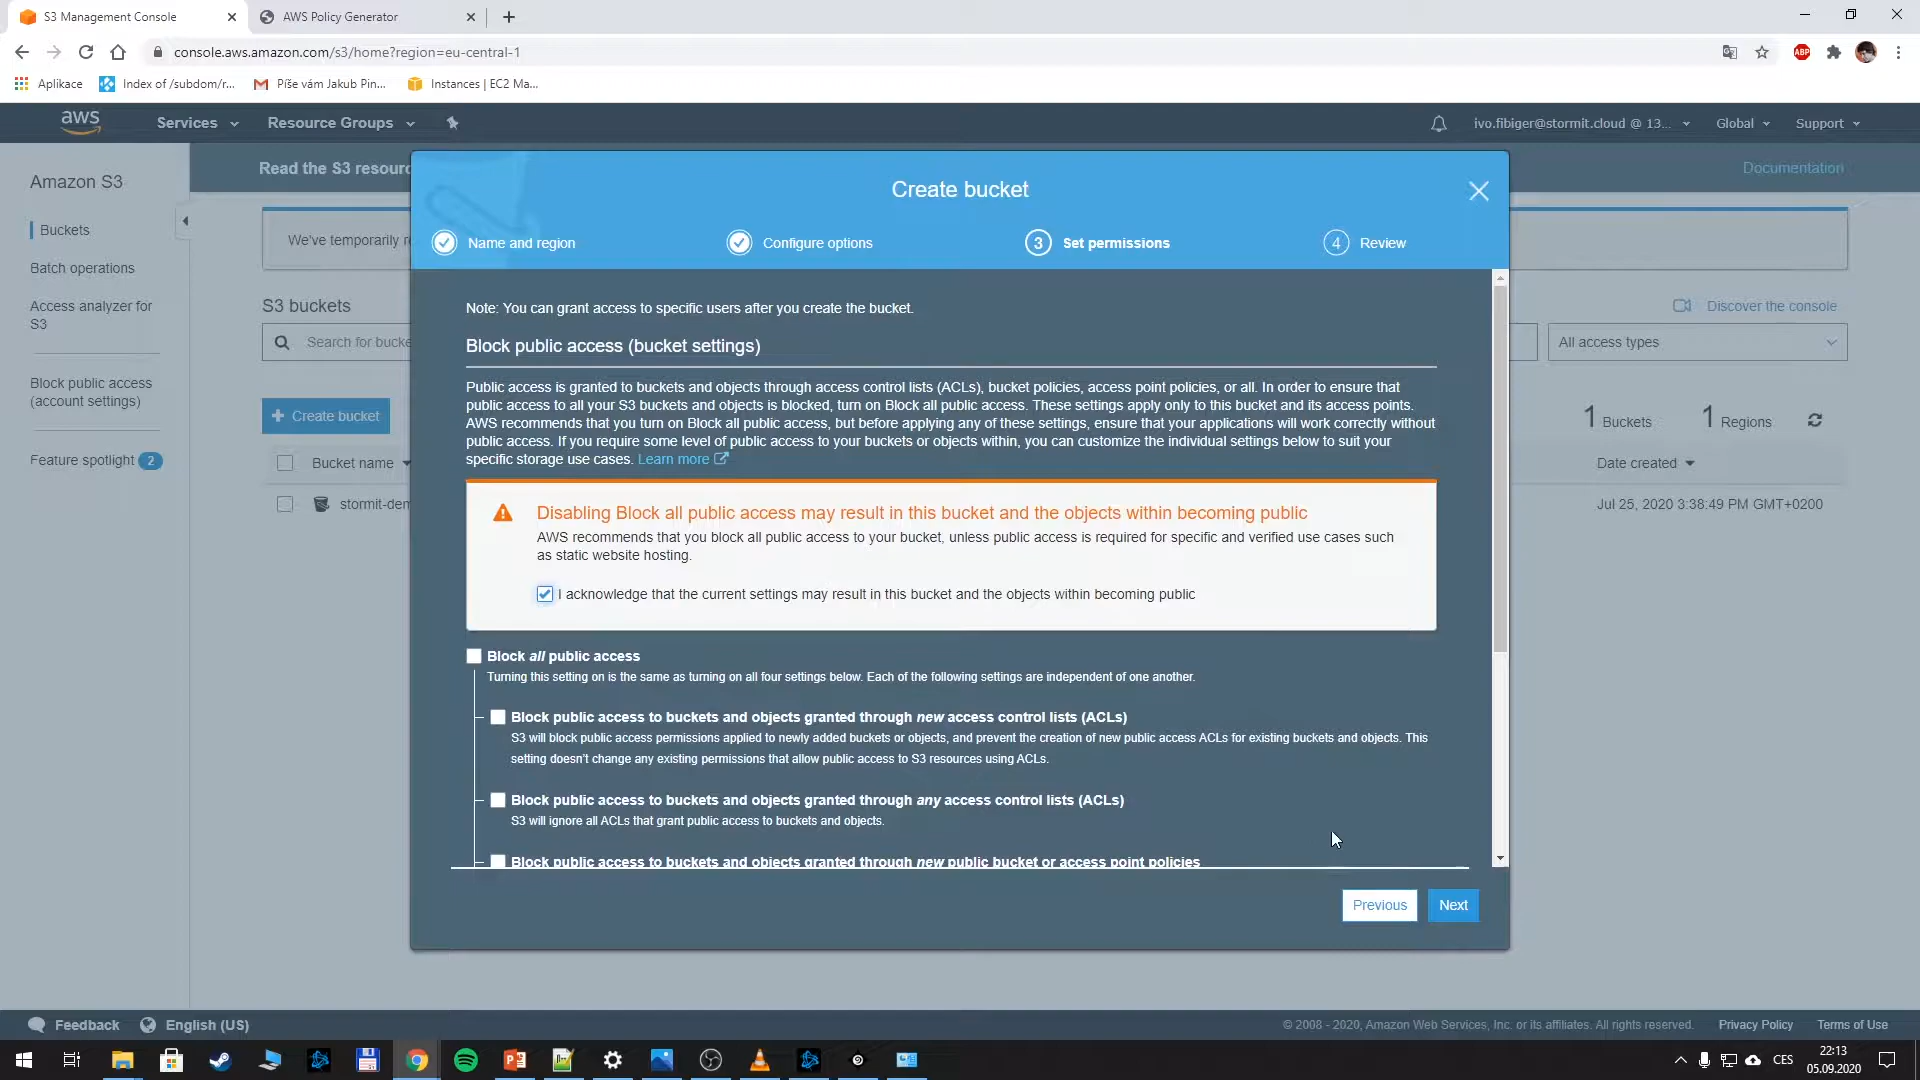 S3 Management Console
AWS Policy Generator
console.aws.amazon.com/s3/home?region=eu-central-1
ABP
Aplikace
Index of /subdom/r...
Píše vám Jakub Pin...
Instances | EC2 Ma...
aws
Services
Resource Groups
ivo.fibiger@stormit.cloud @ 13...
Global
Support
Amazon S3
Read the S3 resourc
Documentation
Create bucket
Name and region
Configure options
3
Set permissions
4
Review
Buckets
We've temporarily r
Batch operations
Access analyzer for
S3
S3 buckets
Discover the console
Search for bucke
All access types
Note: You can grant access to specific users after you create the bucket.
Block public access (bucket settings)
Public access is granted to buckets and objects through access control lists (ACLs), bucket policies, access point policies, or all. In order to ensure that
public access to all your S3 buckets and objects is blocked, turn on Block all public access. These settings apply only to this bucket and its access points.
AWS recommends that you turn on Block all public access, but before applying any of these settings, ensure that your applications will work correctly without
public access. If you require some level of public access to your buckets or objects within, you can customize the individual settings below to suit your
specific storage use cases. Learn more
Block public access
(account settings)
Feature spotlight 2
Create bucket
1 Buckets
1 Regions
Bucket name
Date created
stormit-den
Jul 25, 2020 3:38:49 PM GMT+0200
Disabling Block all public access may result in this bucket and the objects within becoming public
AWS recommends that you block all public access to your bucket, unless public access is required for specific and verified use cases such
as static website hosting.
I acknowledge that the current settings may result in this bucket and the objects within becoming public
Block all public access
Turning this setting on is the same as turning on all four settings below. Each of the following settings are independent of one another.
Block public access to buckets and objects granted through new access control lists (ACLs)
S3 will block public access permissions applied to newly added buckets or objects, and prevent the creation of new public access ACLs for existing buckets and objects. This
setting doesn't change any existing permissions that allow public access to S3 resources using ACLs.
Block public access to buckets and objects granted through any access control lists (ACLs)
S3 will ignore all ACLs that grant public access to buckets and objects.
Block public access to buckets and objects granted through new public bucket or access point policies
Previous
Next
Feedback
English (US)
© 2008 - 2020, Amazon Web Services, Inc. or its affiliates. All rights reserved.
Privacy Policy
Terms of Use
CES
22:13
05.09.2020